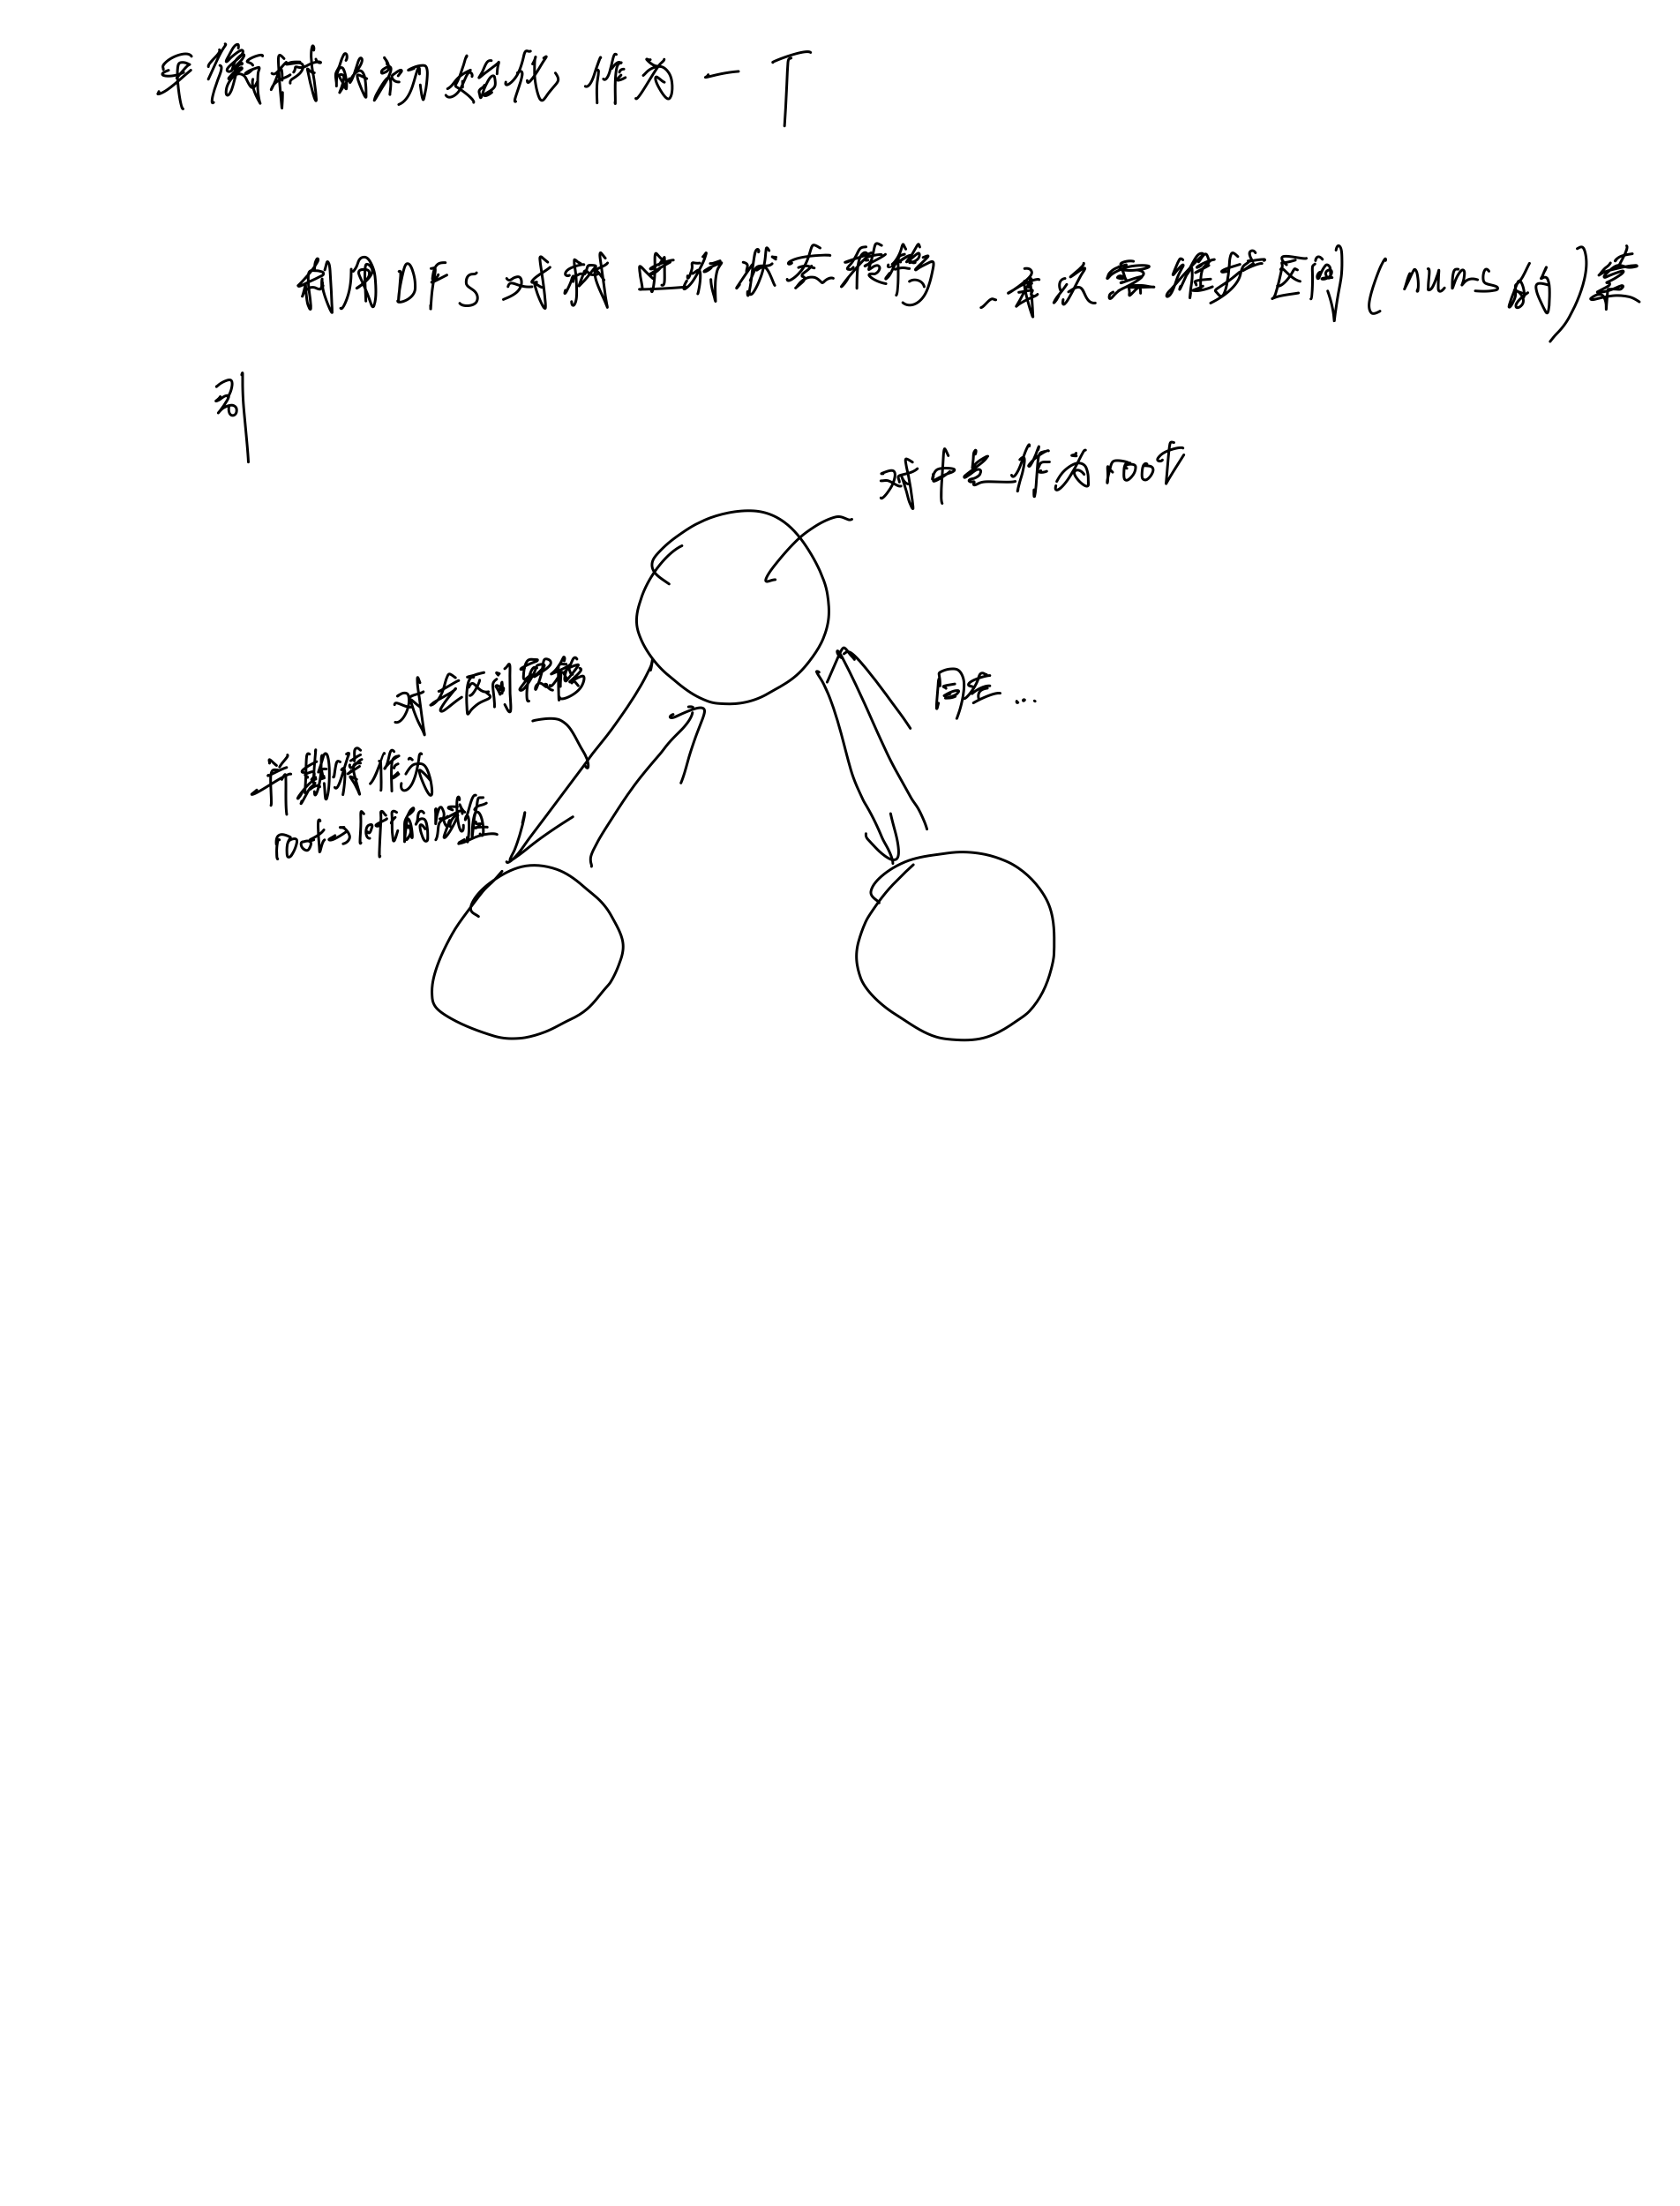 平衡树的初始化作为一下
利用DFS对树进行状态转移、每次要维护区间(nums的)索
引
对中点作为root
对左区间转移
并期待作为
root->left的赋值
同左...